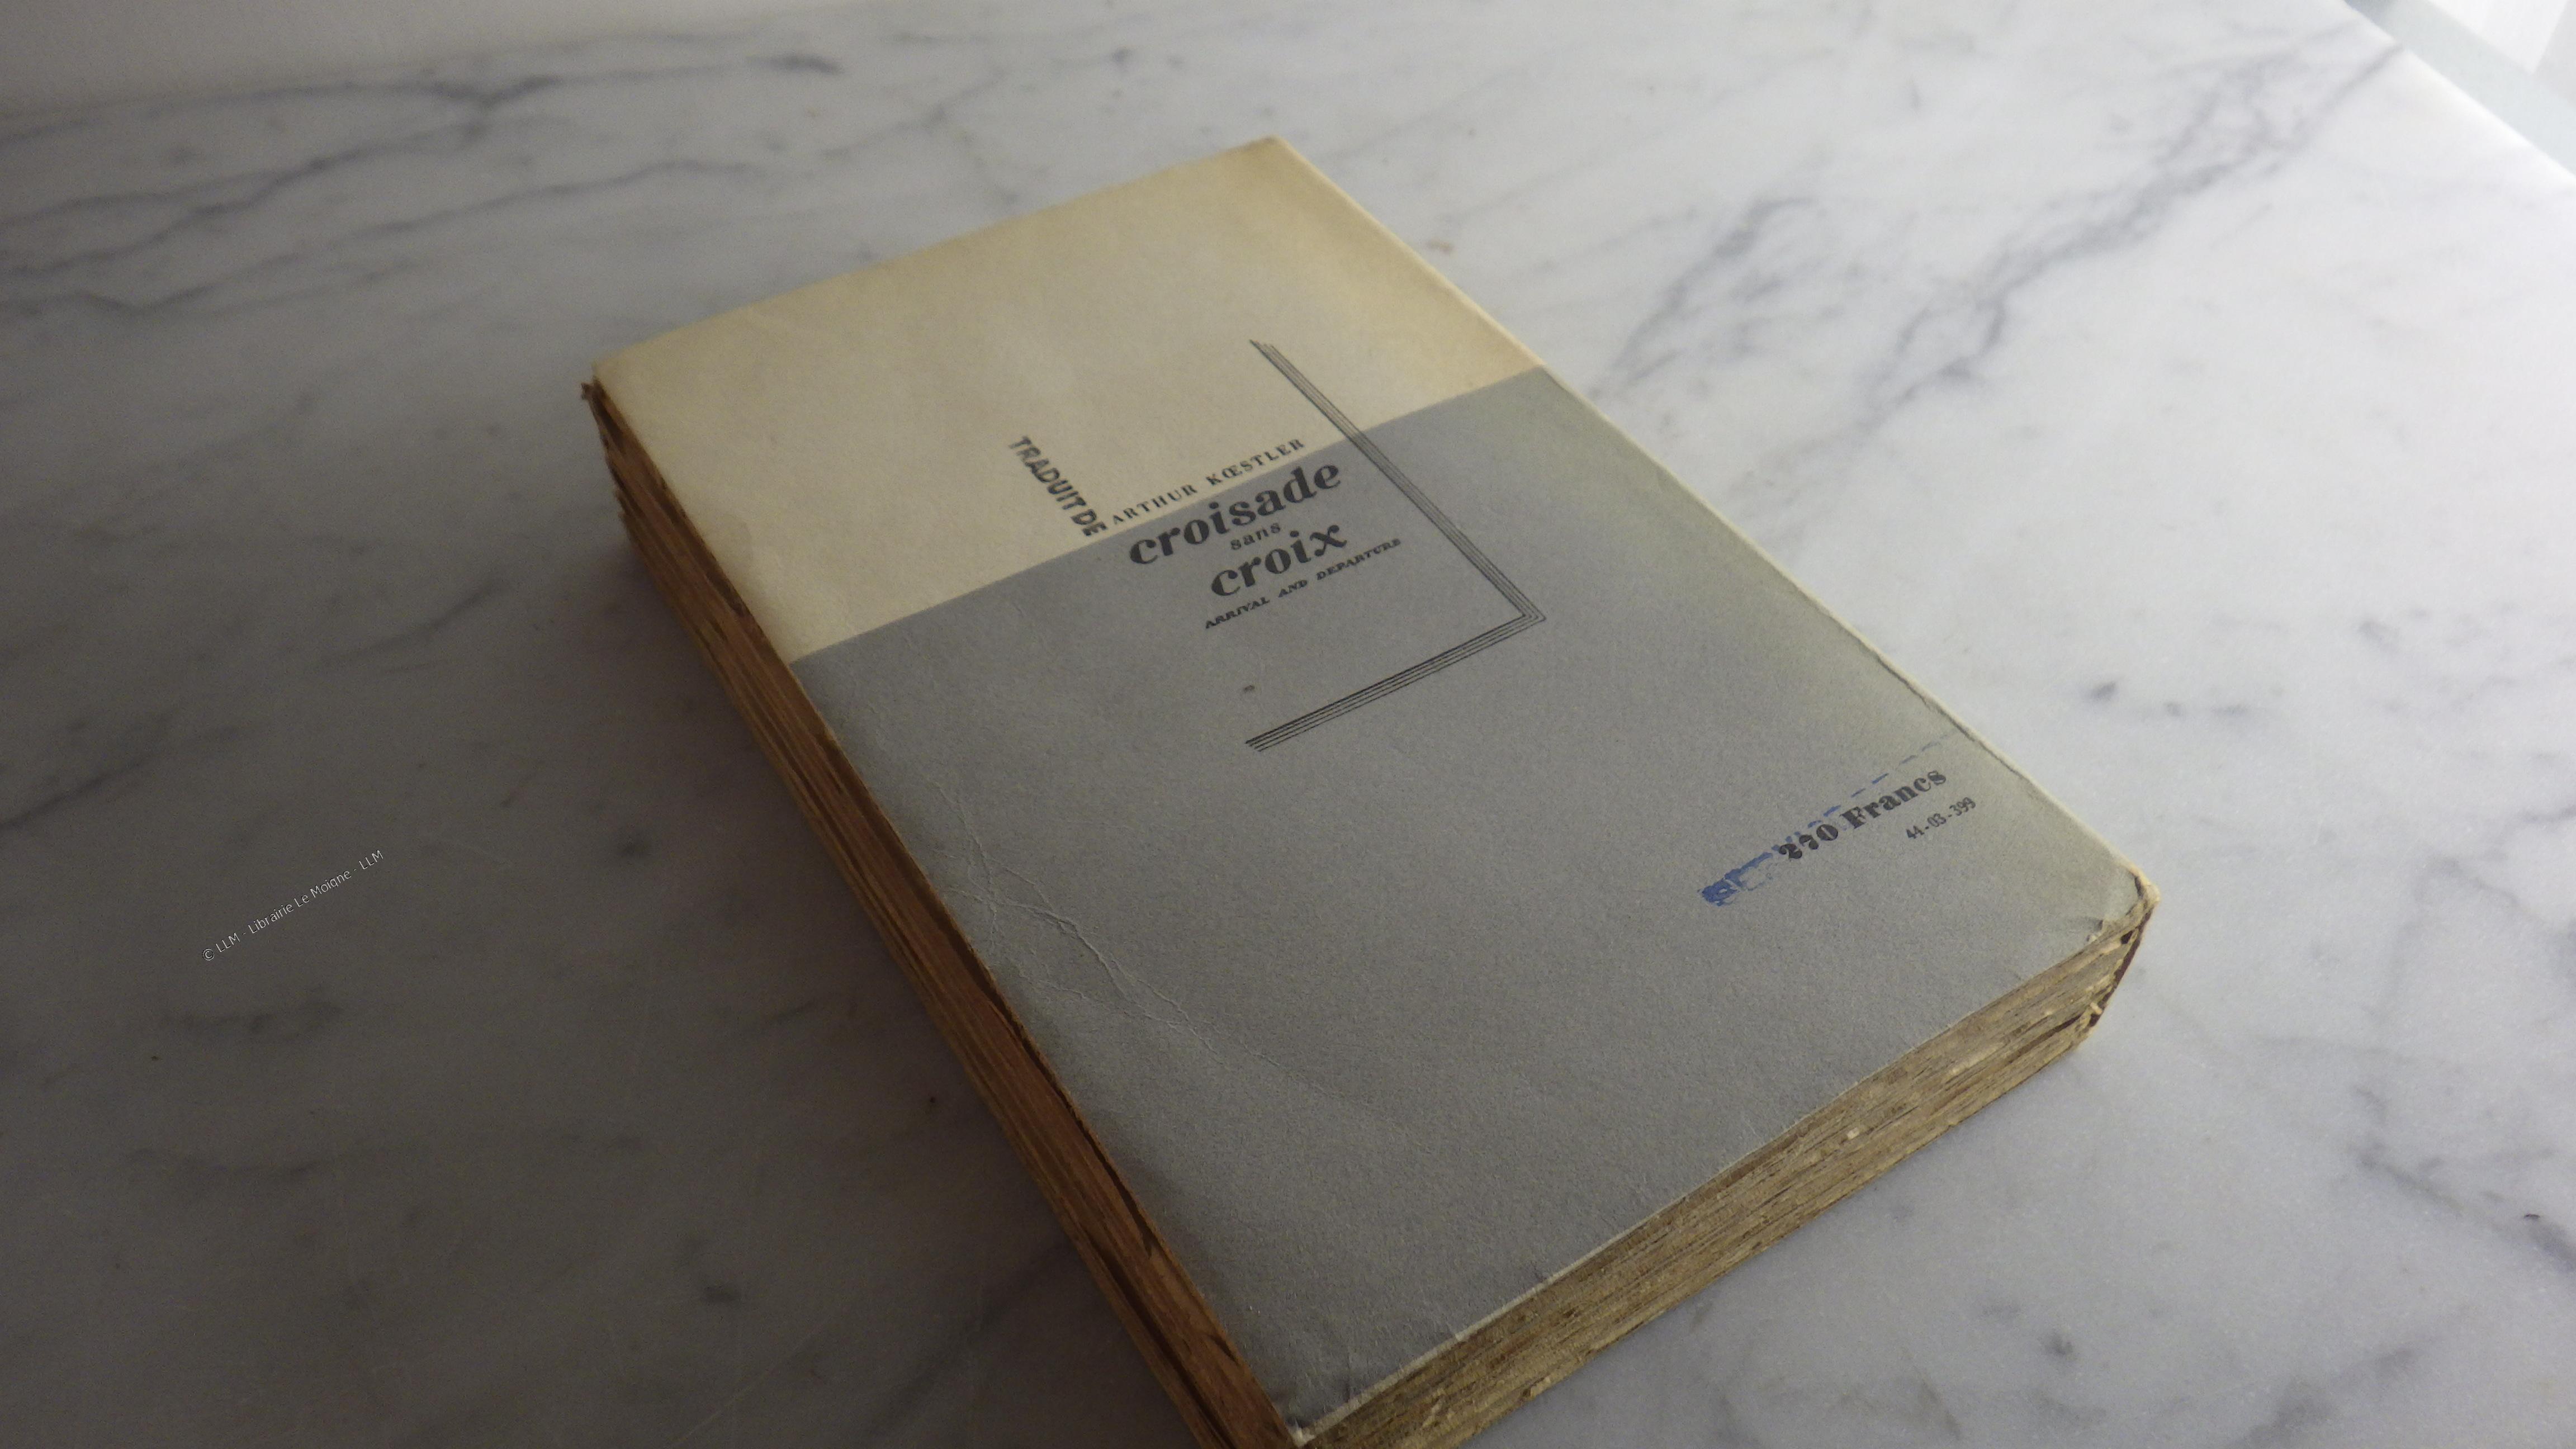 TRADUIT DE
ARTHUR KŒSTLER
croisade
sans
croix
ARRIVAL AND DEPARTURE
270 Francs
44-03-399
© LLM - Librairie Le Moigne - LLM